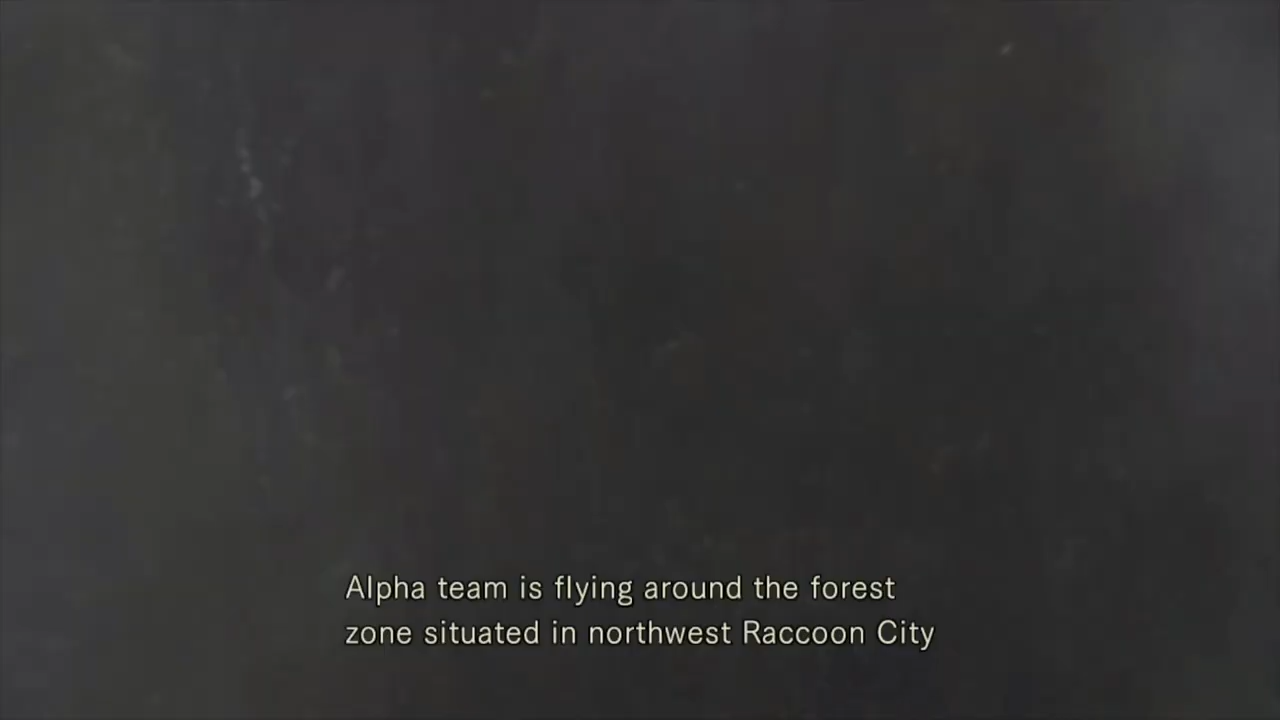 Alpha team is flying around the forest
zone situated in northwest Raccoon City